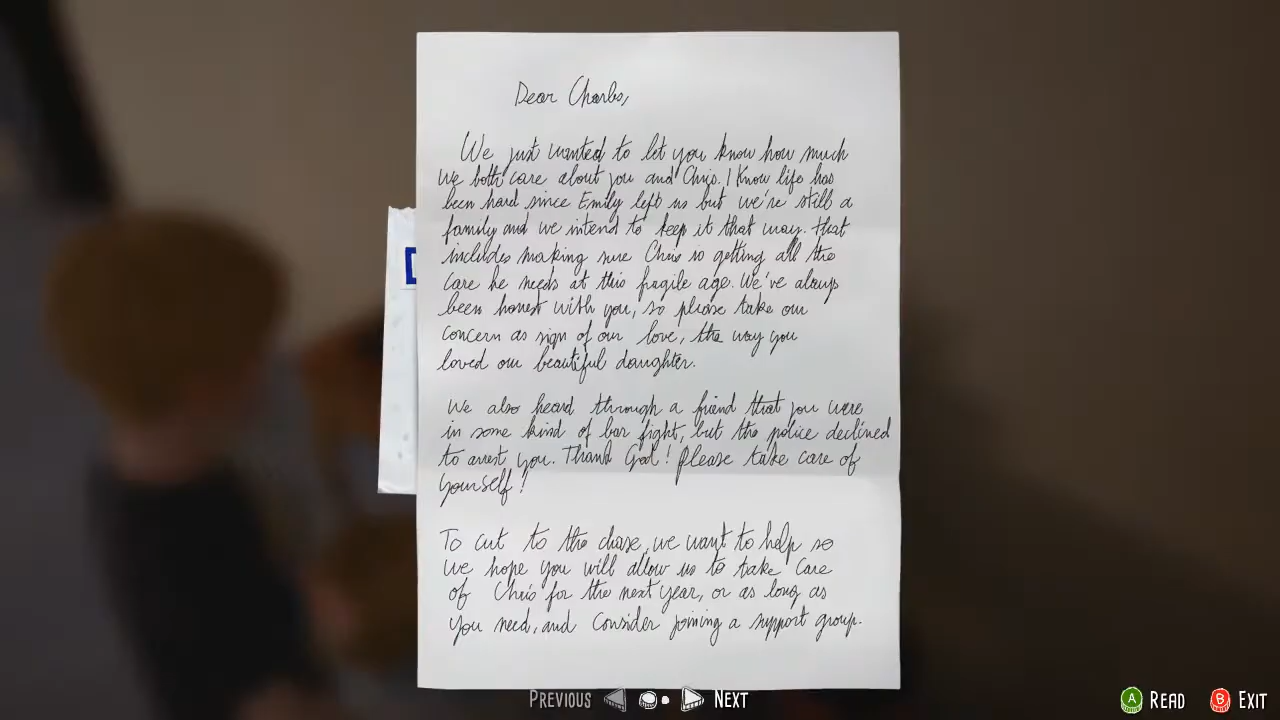 Dear Charles,
We just wanted to let you know how much
we both care about you and Chris. I know life has
been hard since Emily left us but we're still a
family and we intend to keep it that way. That
includes making sure Chris is getting all the
care he needs at this fragile age. We've always
been honest with you, so please take our
concern as sign of our love, the way you
loved our beautiful daughter.
We also heard through a friend that you were
in some kind of bar fight, but the police declined
to arrest you. Thank God! please take care of
yourself!
To cut to the chase, we want to help so
we hope you will allow us to take care
of Chris for the next year, or as long as
you need, and consider joining a support group.
PREVIOUS NEXT
A READ B EXIT